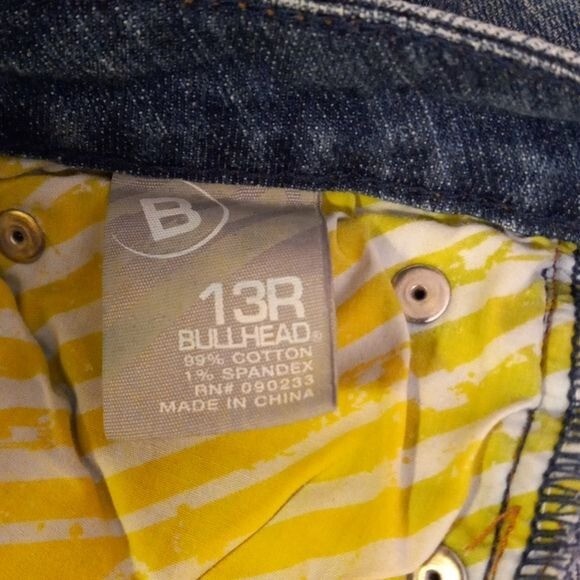 B
13R
BULLHEAD®
99% COTTON
1% SPANDEX
RN# 090233
MADE IN CHINA